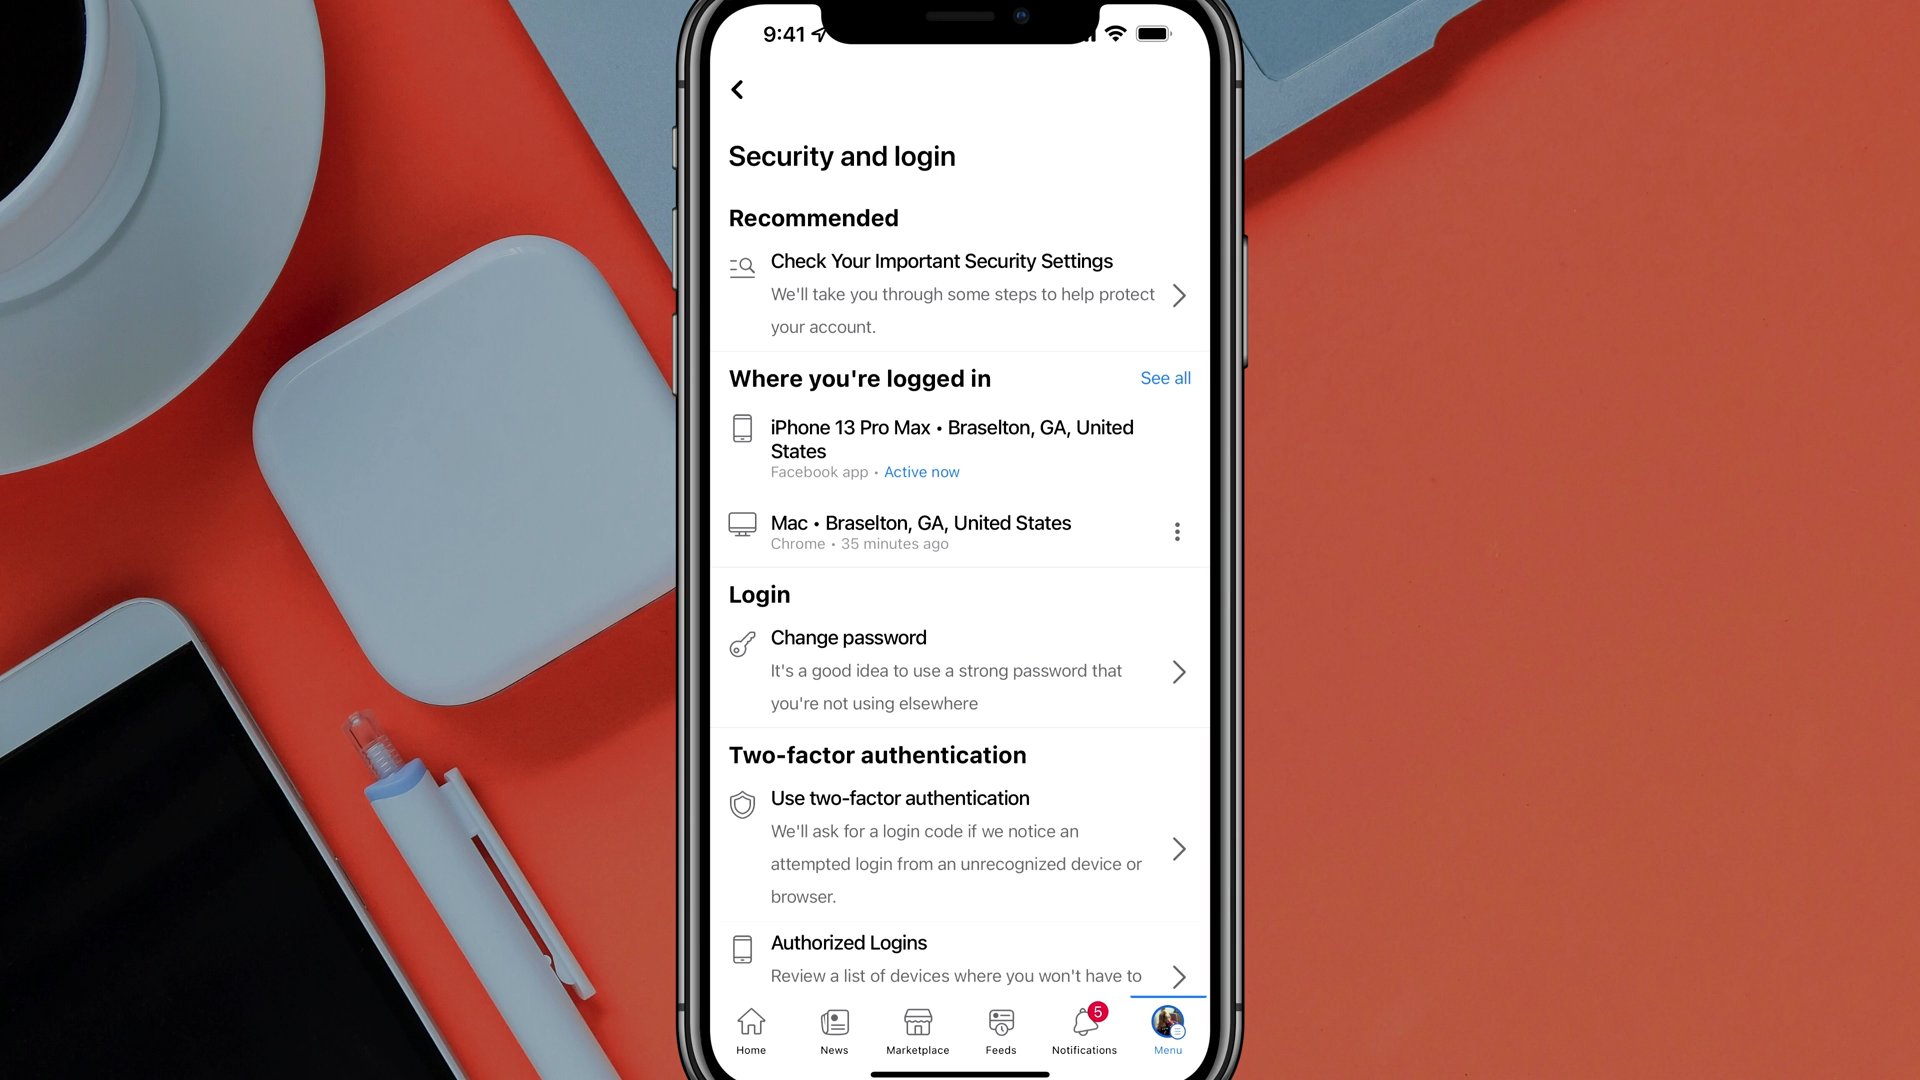 9:41
Security and login
Recommended
Check Your Important Security Settings
We'll take you through some steps to help protect
your account.
Where you're logged in
See all
iPhone 13 Pro Max • Braselton, GA, United
States
Facebook app • Active now
Mac • Braselton, GA, United States
Chrome • 35 minutes ago
Login
Change password
It's a good idea to use a strong password that
you're not using elsewhere
Two-factor authentication
Use two-factor authentication
We'll ask for a login code if we notice an
attempted login from an unrecognized device or
browser.
Authorized Logins
Review a list of devices where you won't have to
5
Home
News
Marketplace
Feeds
Notifications
Menu